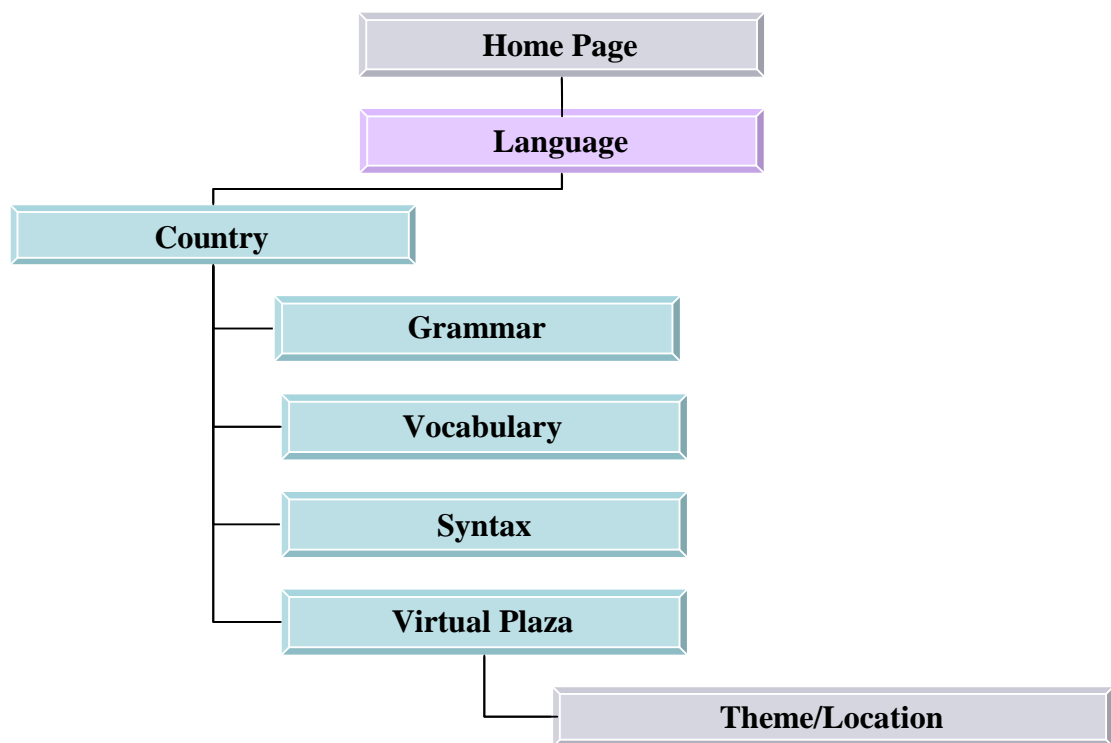 Home Page
Language
Country
Grammar
Vocabulary
Syntax
Virtual Plaza
Theme/Location